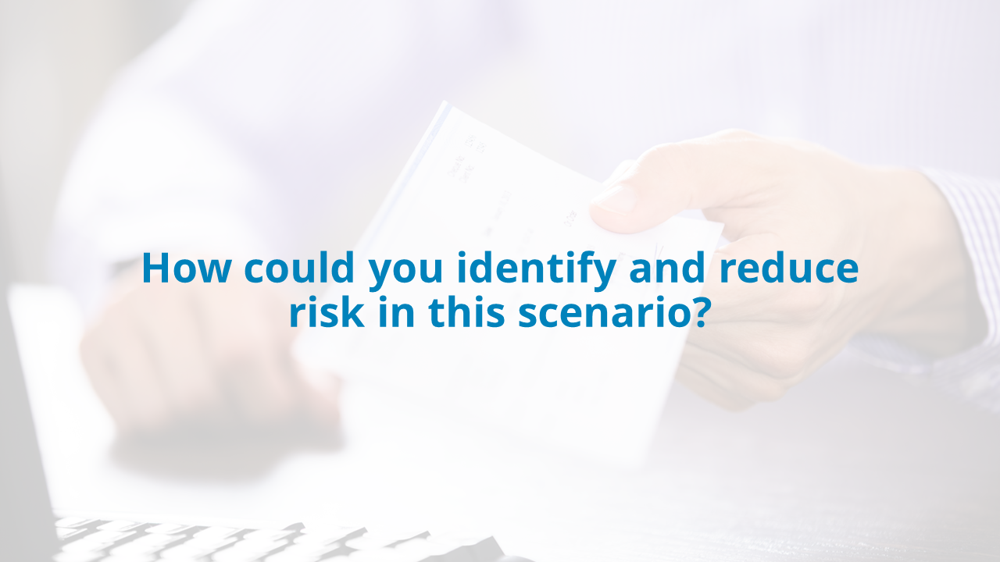 How could you identify and reduce
risk in this scenario?